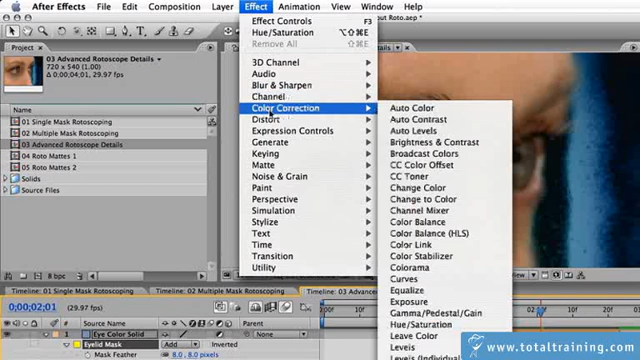 After Effects File Edit Composition Layer Effect Animation View Window Help
out Roto.aep *
Effect Controls F3
Hue/Saturation ⌥⇧⌘E
Remove All
3D Channel
Audio
Blur & Sharpen
Channel
Color Correction
Distort
Expression Controls
Generate
Keying
Matte
Noise & Grain
Paint
Perspective
Simulation
Stylize
Text
Time
Transition
Utility
Auto Color
Auto Contrast
Auto Levels
Brightness & Contrast
Broadcast Colors
CC Color Offset
CC Toner
Change Color
Change to Color
Channel Mixer
Color Balance
Color Balance (HLS)
Color Link
Color Stabilizer
Colorama
Curves
Equalize
Exposure
Gamma/Pedestal/Gain
Hue/Saturation
Leave Color
Levels
Levels (Individual
Project
03 Advanced Rotoscope Details
720 x 540 (1.00)
Δ 0;00;04;01, 29.97 fps
Name
01 Single Mask Rotoscoping
02 Multiple Mask Rotoscoping
03 Advanced Rotoscope Details
04 Roto Mattes 1
05 Roto Mattes 2
Solids
Source Files
8 bpc
Timeline: 01 Single Mask Rotoscoping
Timeline: 02 Multiple Mask Rotoscoping
Timeline: 03 Advanced
0;00;02;01 (29.97 fps)
# Source Name
1 Eye Color Solid None
Eyelid Mask Add Inverted
Mask Feather 8.0, 8.0 pixels
www.totaltraining.com